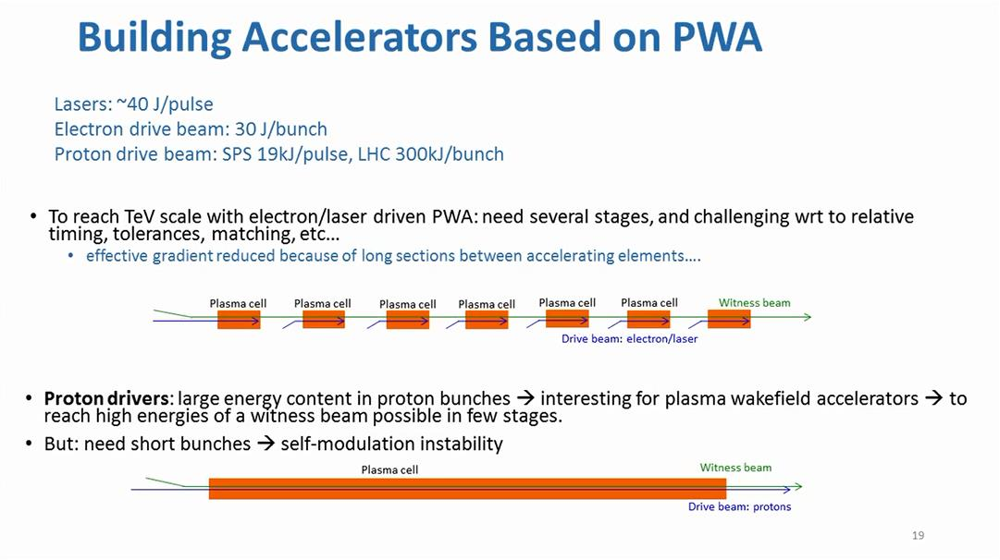 Building Accelerators Based on PWA
Lasers: ~40 J/pulse
Electron drive beam: 30 J/bunch
Proton drive beam: SPS 19kJ/pulse, LHC 300kJ/bunch
• To reach TeV scale with electron/laser driven PWA: need several stages, and challenging wrt to relative
timing, tolerances, matching, etc...
• effective gradient reduced because of long sections between accelerating elements....
Plasma cell Plasma cell Plasma cell Plasma cell Plasma cell Plasma cell Witness beam
Drive beam: electron/laser
• Proton drivers: large energy content in proton bunches → interesting for plasma wakefield accelerators → to
reach high energies of a witness beam possible in few stages.
• But: need short bunches → self-modulation instability
Plasma cell Witness beam
Drive beam: protons
19